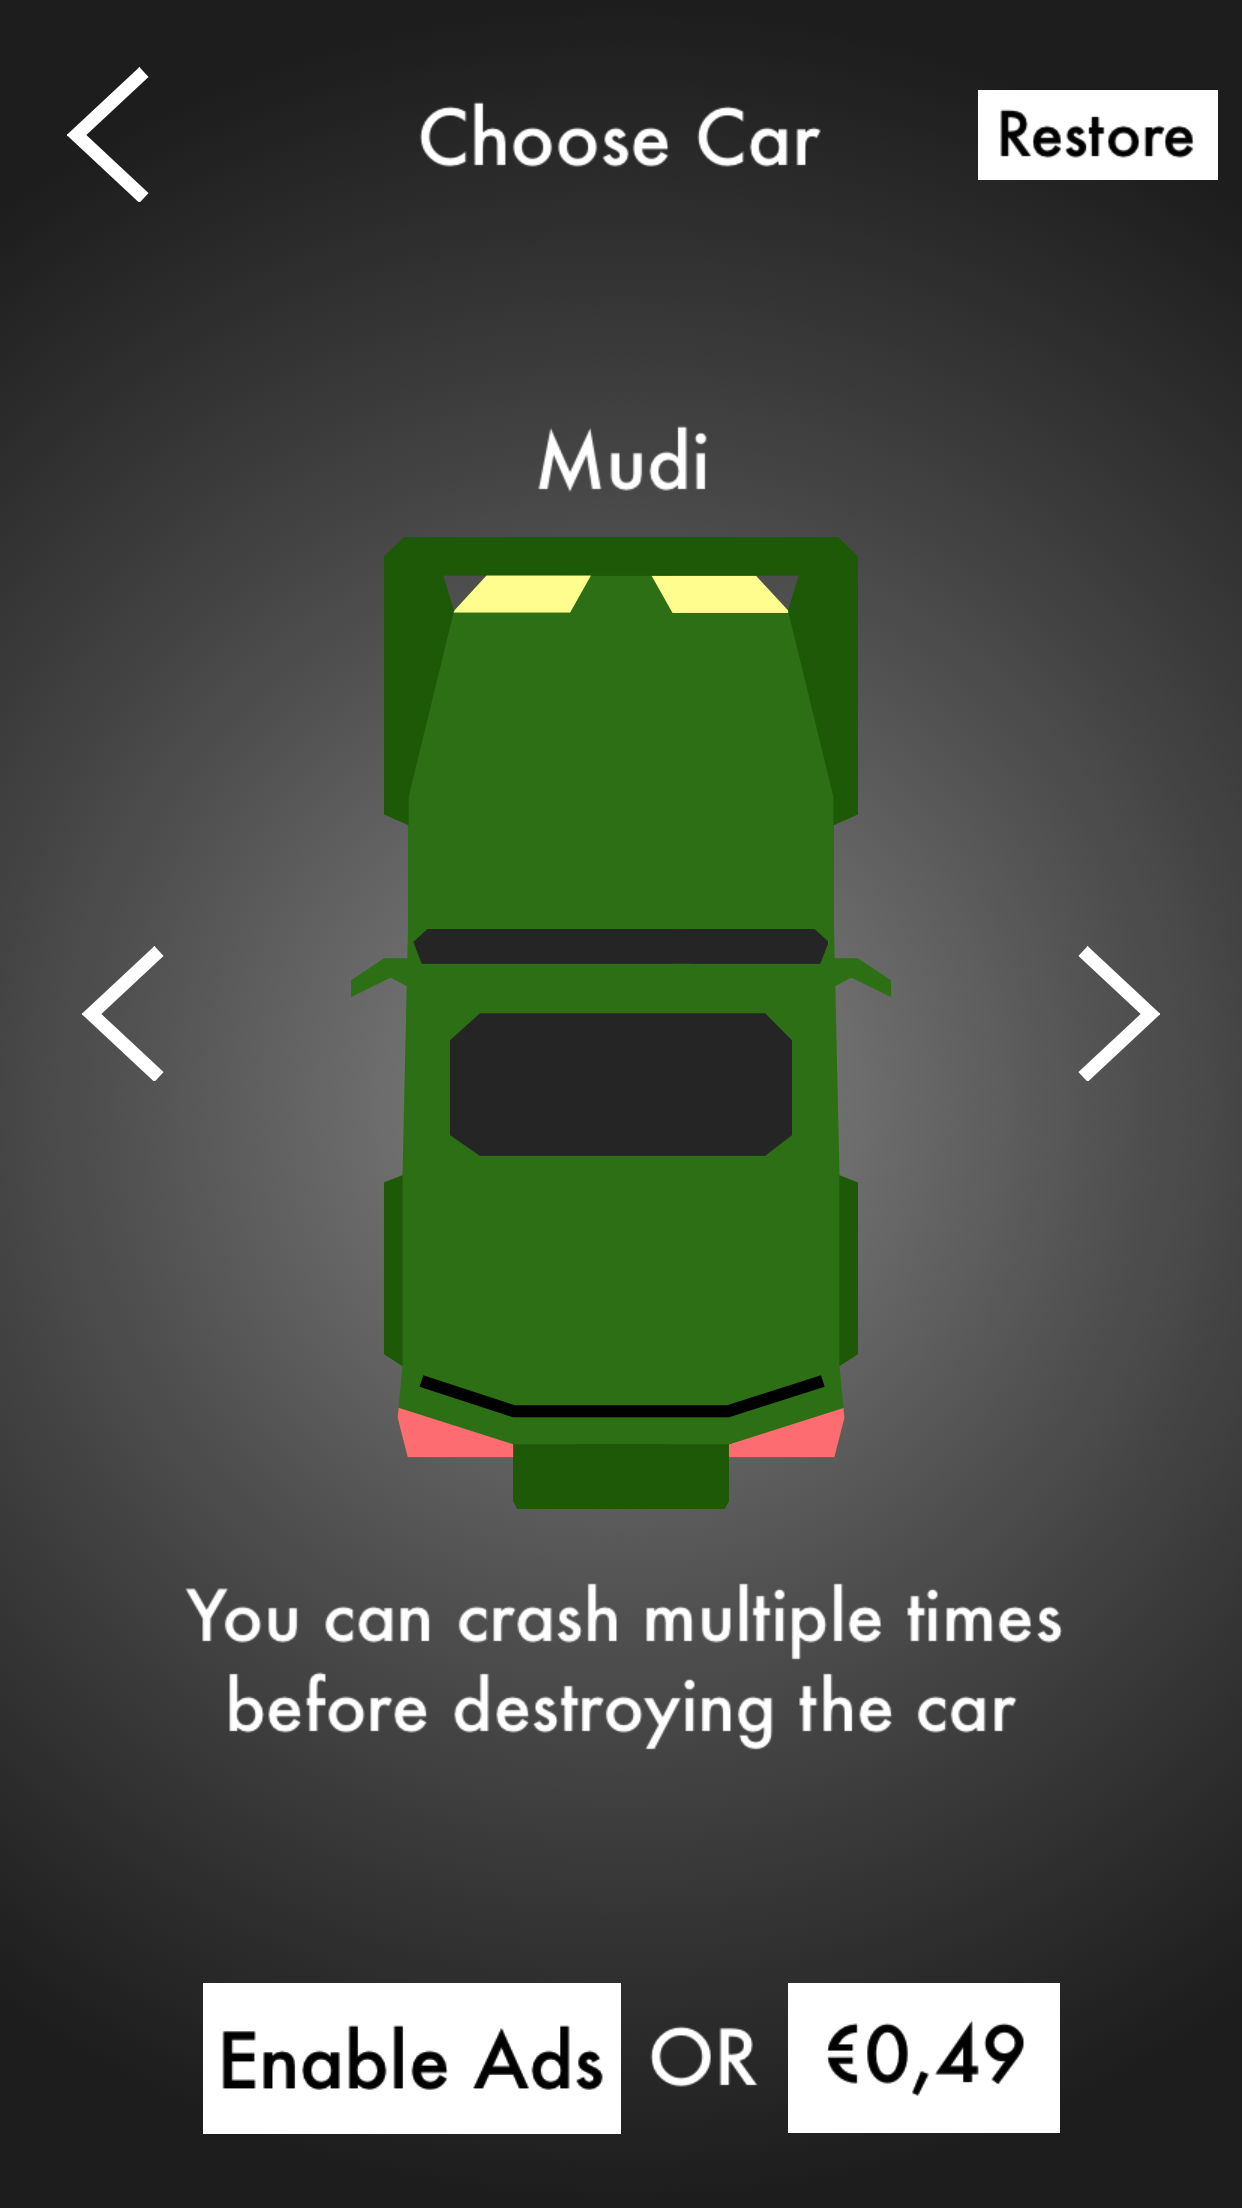 Choose Car
Restore
Mudi
You can crash multiple times
before destroying the car
Enable Ads OR €0,49